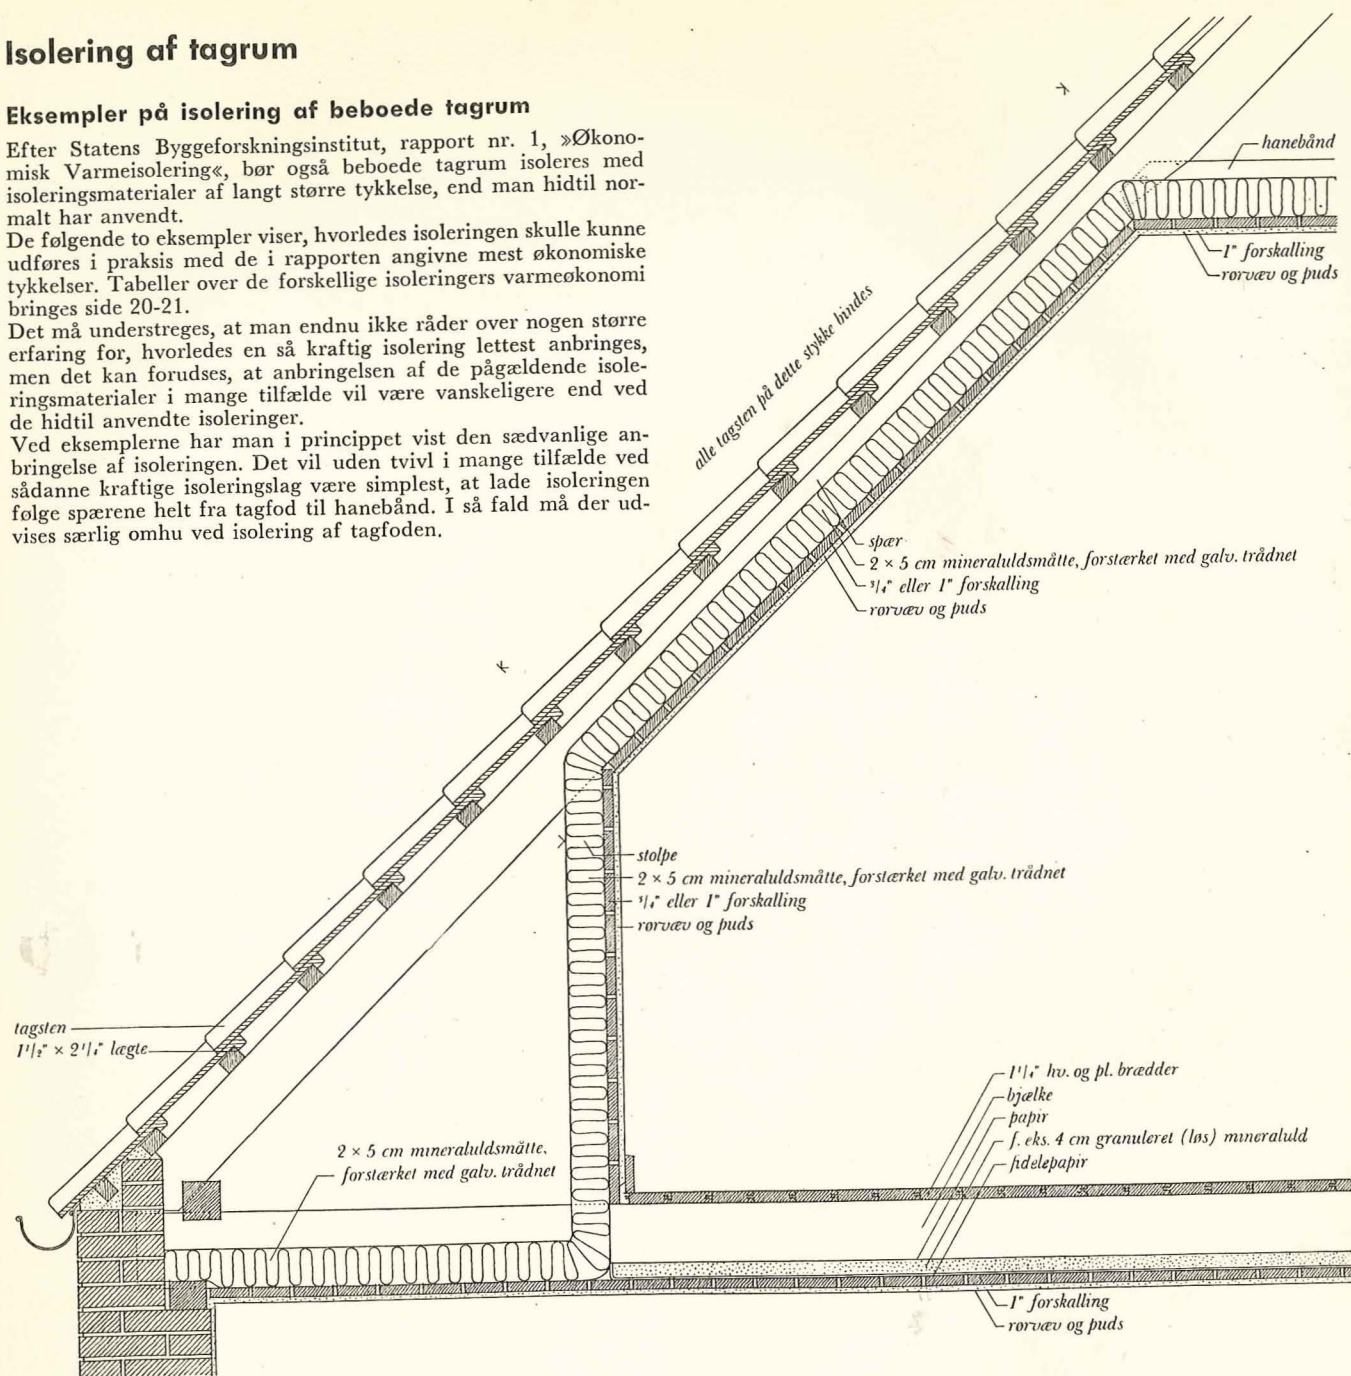 Isolering af tagrum
Eksempler på isolering af beboede tagrum
Efter Statens Byggeforskningsinstitut, rapport nr. 1, »Økono-
misk Varmeisolering«, bør også beboede tagrum isoleres med
isoleringsmaterialer af langt større tykkelse, end man hidtil nor-
malt har anvendt.
De følgende to eksempler viser, hvorledes isoleringen skulle kunne
udføres i praksis med de i rapporten angivne mest økonomiske
tykkelser. Tabeller over de forskellige isoleringers varmeøkonomi
bringes side 20-21.
Det må understreges, at man endnu ikke råder over nogen større
erfaring for, hvorledes en så kraftig isolering lettest anbringes,
men det kan forudses, at anbringelsen af de pågældende isole-
ringsmaterialer i mange tilfælde vil være vanskeligere end ved
de hidtil anvendte isoleringer.
Ved eksemplerne har man i princippet vist den sædvanlige an-
bringelse af isoleringen. Det vil uden tvivl i mange tilfælde ved
sådanne kraftige isoleringslag være simplest, at lade isoleringen
følge spærene helt fra tagfod til hanebånd. I så fald må der ud-
vises særlig omhu ved isolering af tagfoden.
K
hanebånd
1" forskalling
rørvæv og puds
alle tagsten på dette stykke bindes
spær
2 × 5 cm mineraluldsmåtte, forstærket med galv. trådnet
3/4" eller 1" forskalling
rørvæv og puds
K
stolpe
2 × 5 cm mineraluldsmåtte, forstærket med galv. trådnet
3/4" eller 1" forskalling
rørvæv og puds
tagsten
1 1/2" × 2 1/4" lægte
2 × 5 cm mineraluldsmåtte,
forstærket med galv. trådnet
1 1/4" hv. og pl. brædder
bjælke
papir
f. eks. 4 cm granuleret (løs) mineraluld
fidelepapir
1" forskalling
rørvæv og puds